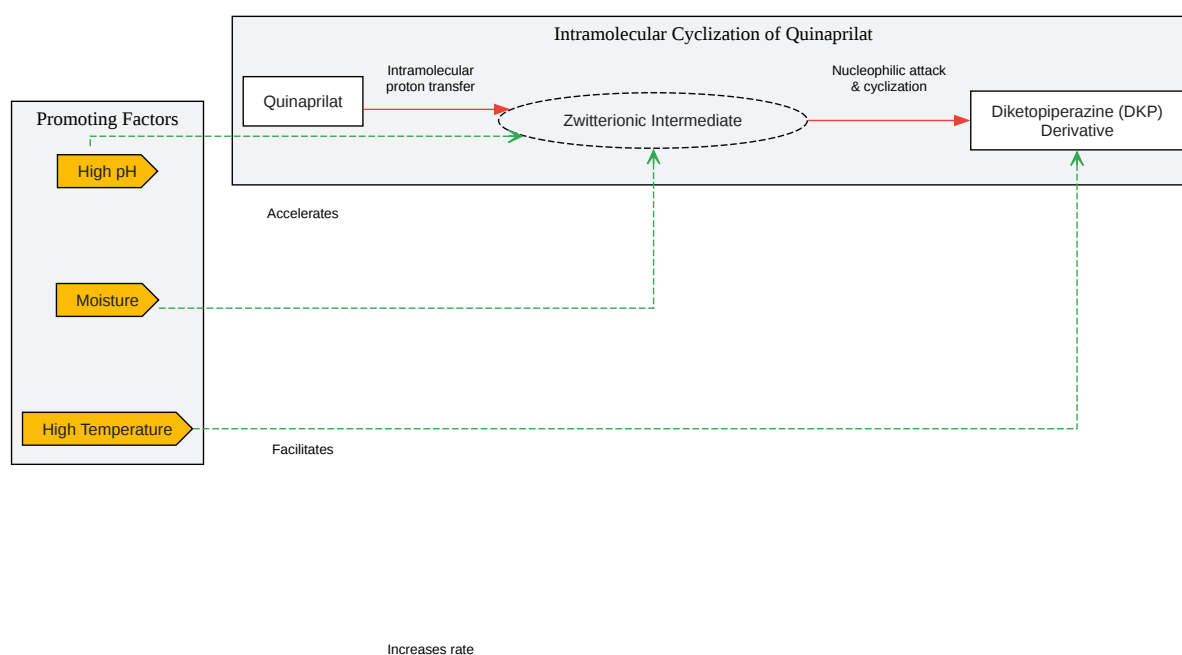 Intramolecular Cyclization of Quinaprilat
Intramolecular
proton transfer
Nucleophilic attack
& cyclization
Quinaprilat
Zwitterionic Intermediate
Diketopiperazine (DKP)
Derivative
Promoting Factors
High pH
Accelerates
Moisture
High Temperature
Facilitates
Increases rate